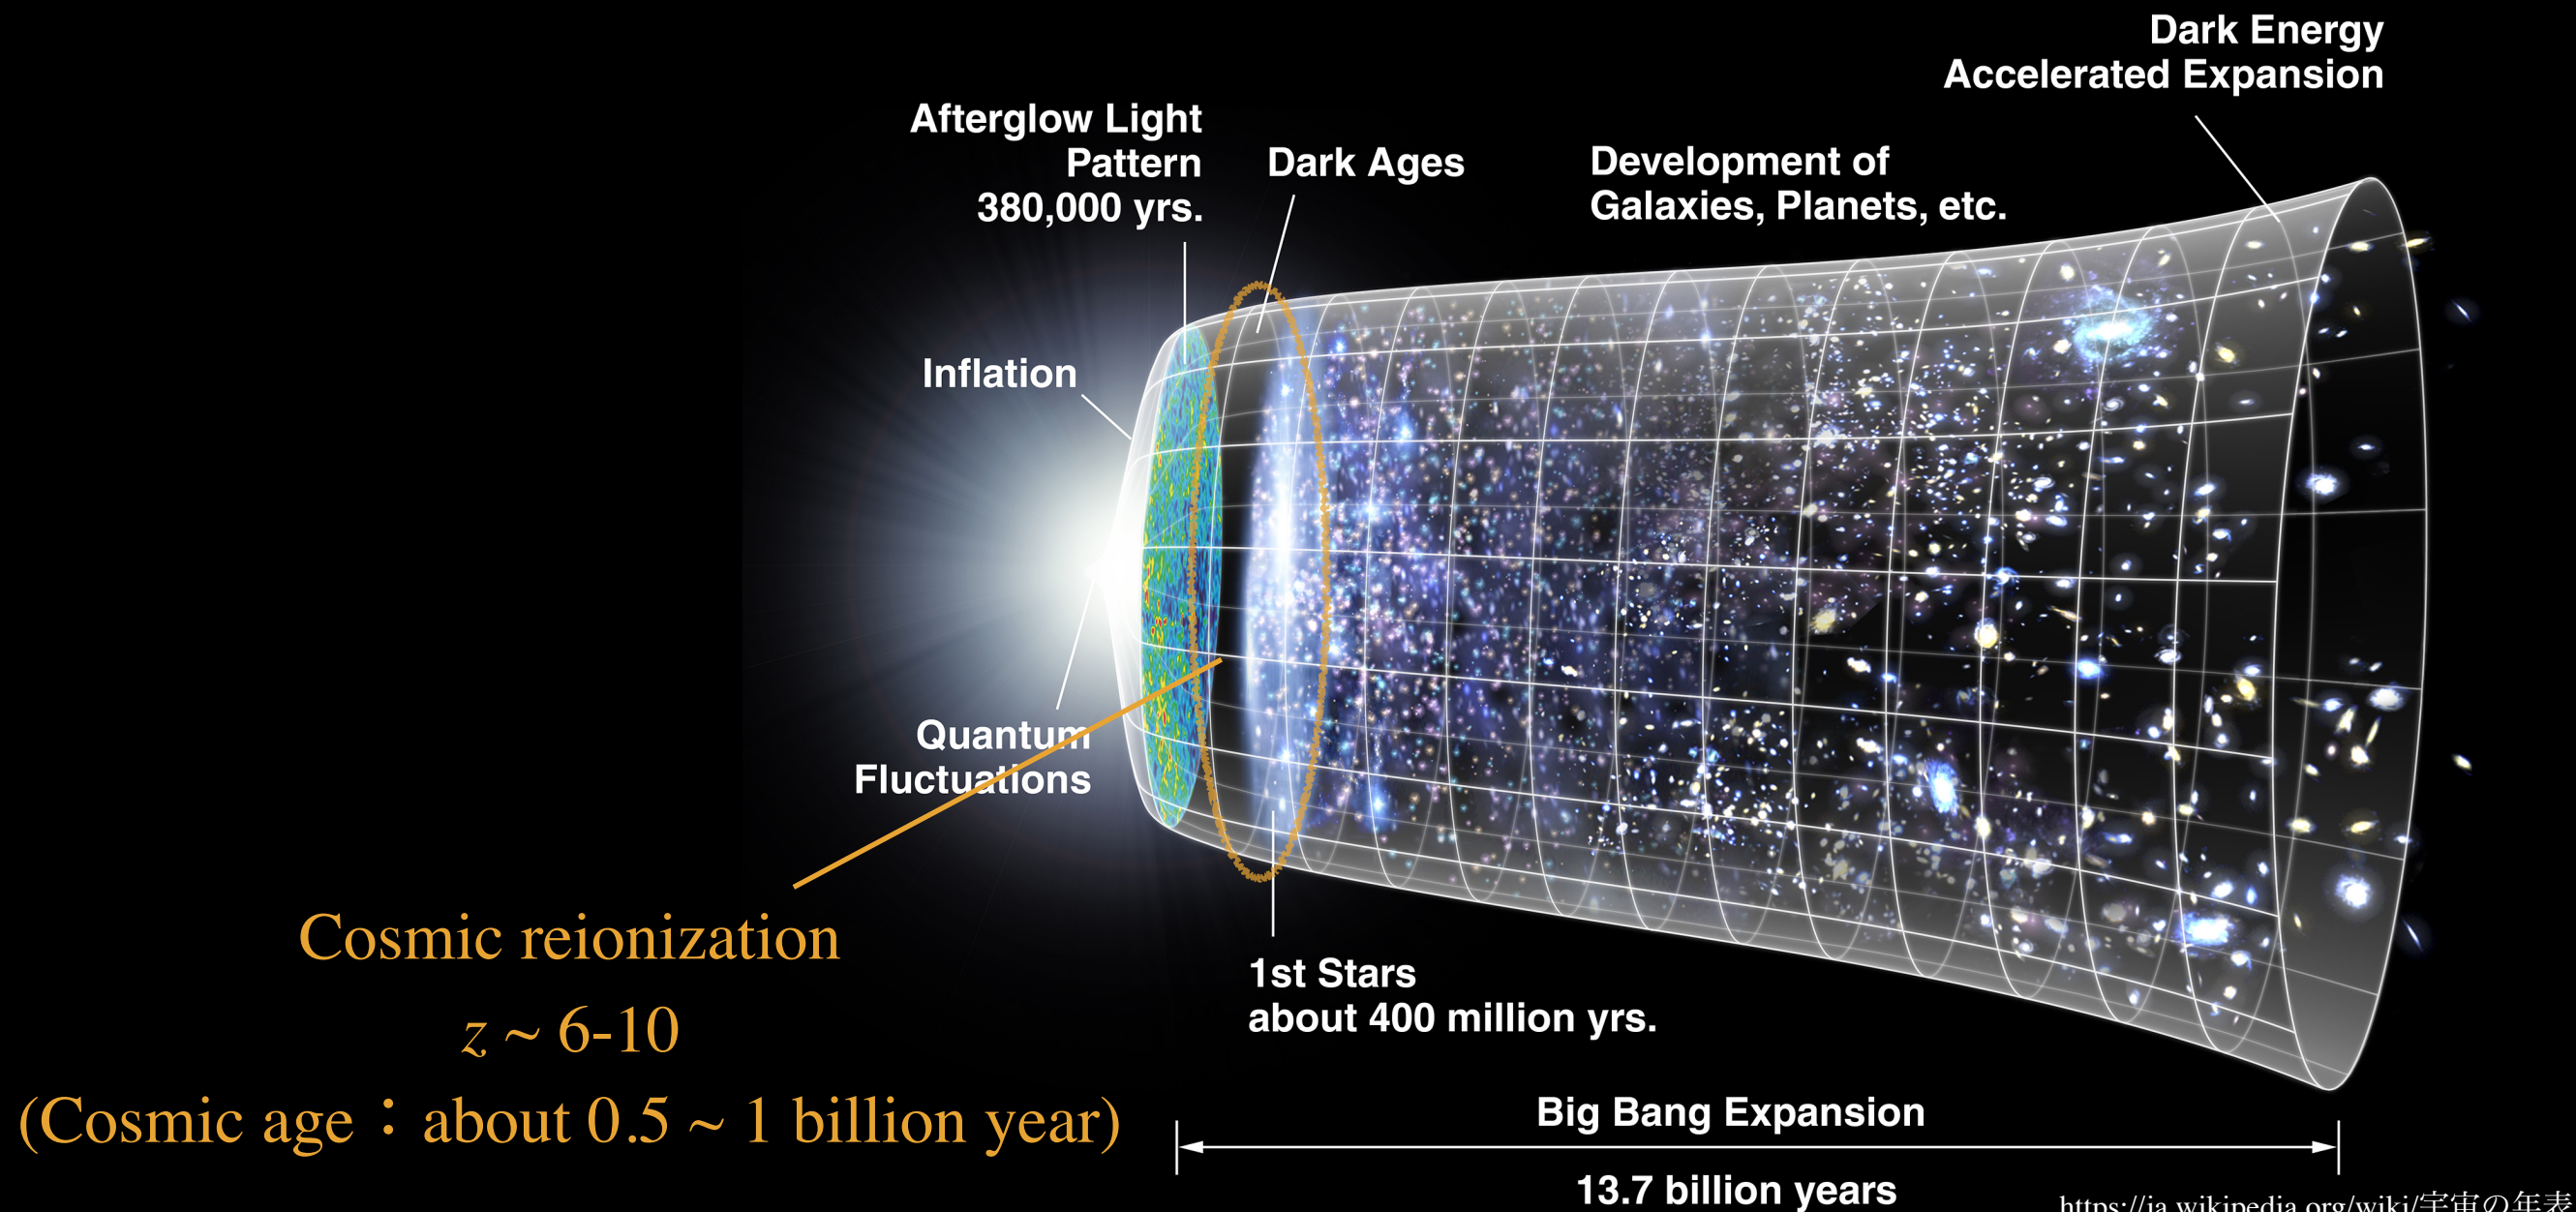 Dark Energy
Accelerated Expansion
Afterglow Light
Pattern
380,000 yrs.
Dark Ages
Development of
Galaxies, Planets, etc.
Inflation
Quantum
Fluctuations
Cosmic reionization
z ~ 6-10
(Cosmic age：about 0.5 ~ 1 billion year)
1st Stars
about 400 million yrs.
Big Bang Expansion
13.7 billion years
https://ja.wikipedia.org/wiki/宇宙の年表